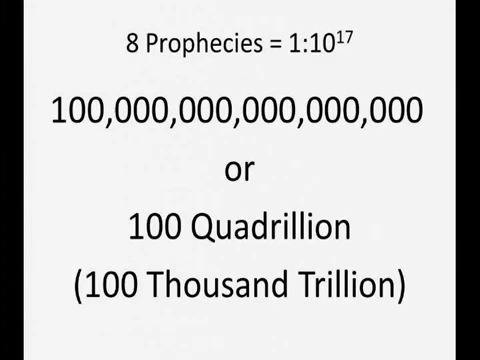 8 Prophecies = 1:10¹⁷
100,000,000,000,000,000
or
100 Quadrillion
(100 Thousand Trillion)